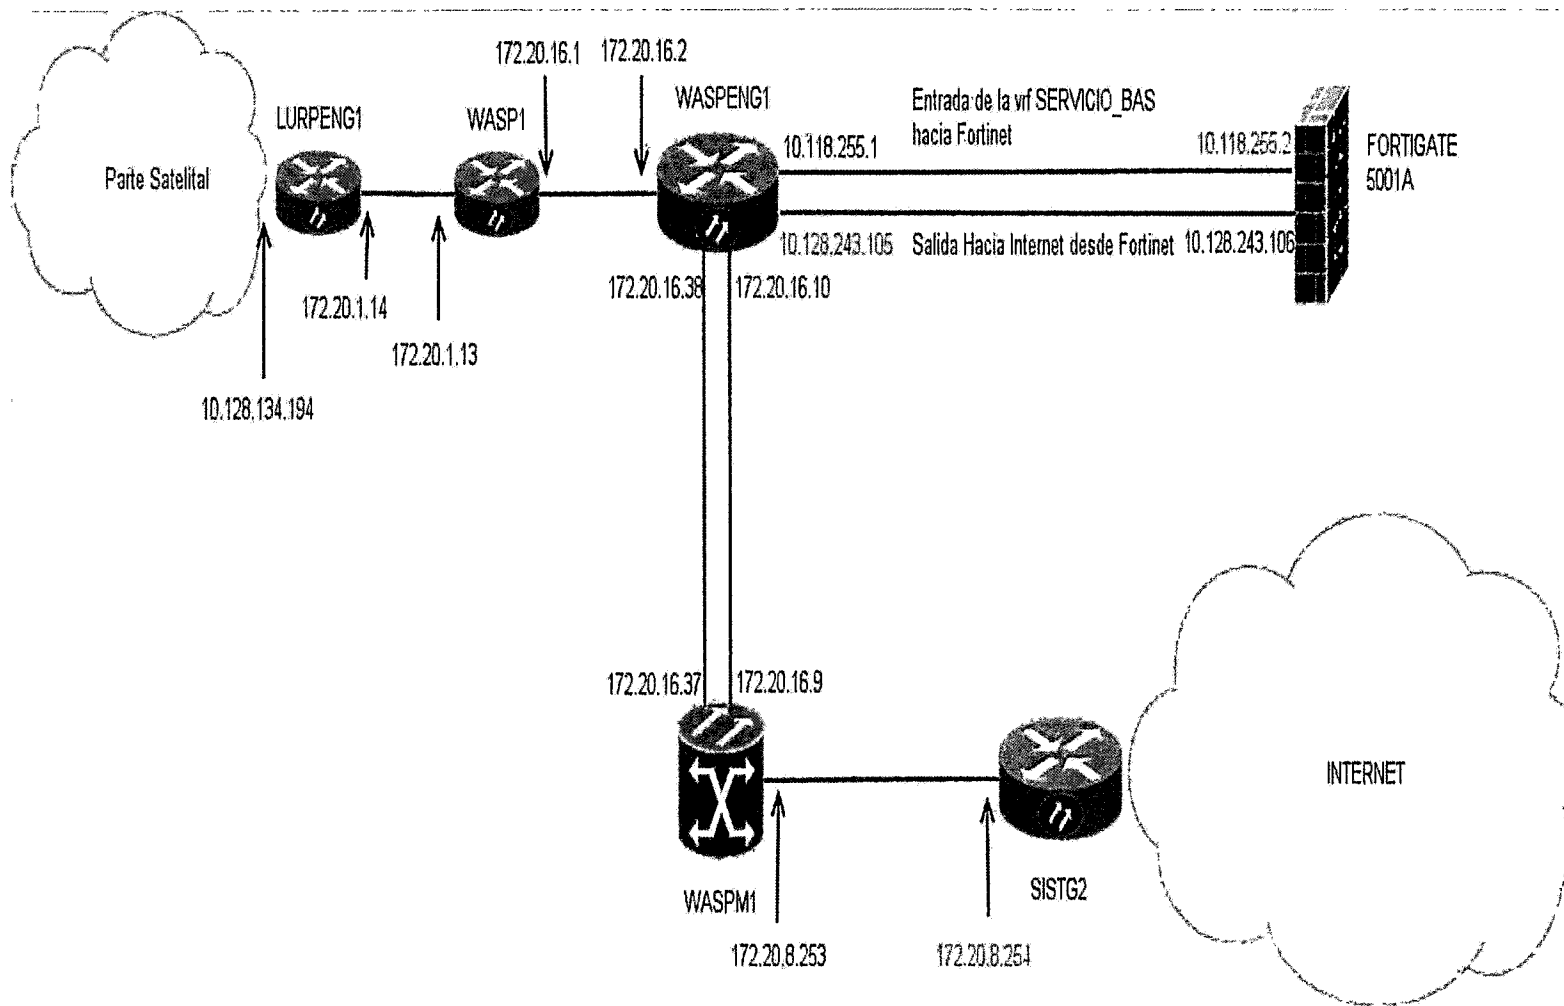 172.20.16.1
172.20.16.2
LURPENG1
WASP1
WASPENG1
Entrada de la vrf SERVICIO_BAS
hacia Fortinet
10.118.255.1
10.118.255.2
FORTIGATE
5001A
Parte Satelital
10.128.243.105
Salida Hacia Internet desde Fortinet
10.128.243.106
172.20.1.14
172.20.16.38
172.20.16.10
172.20.1.13
10.128.134.194
172.20.16.37
172.20.16.9
INTERNET
WASPM1
SISTG2
172.20.8.253
172.20.8.254